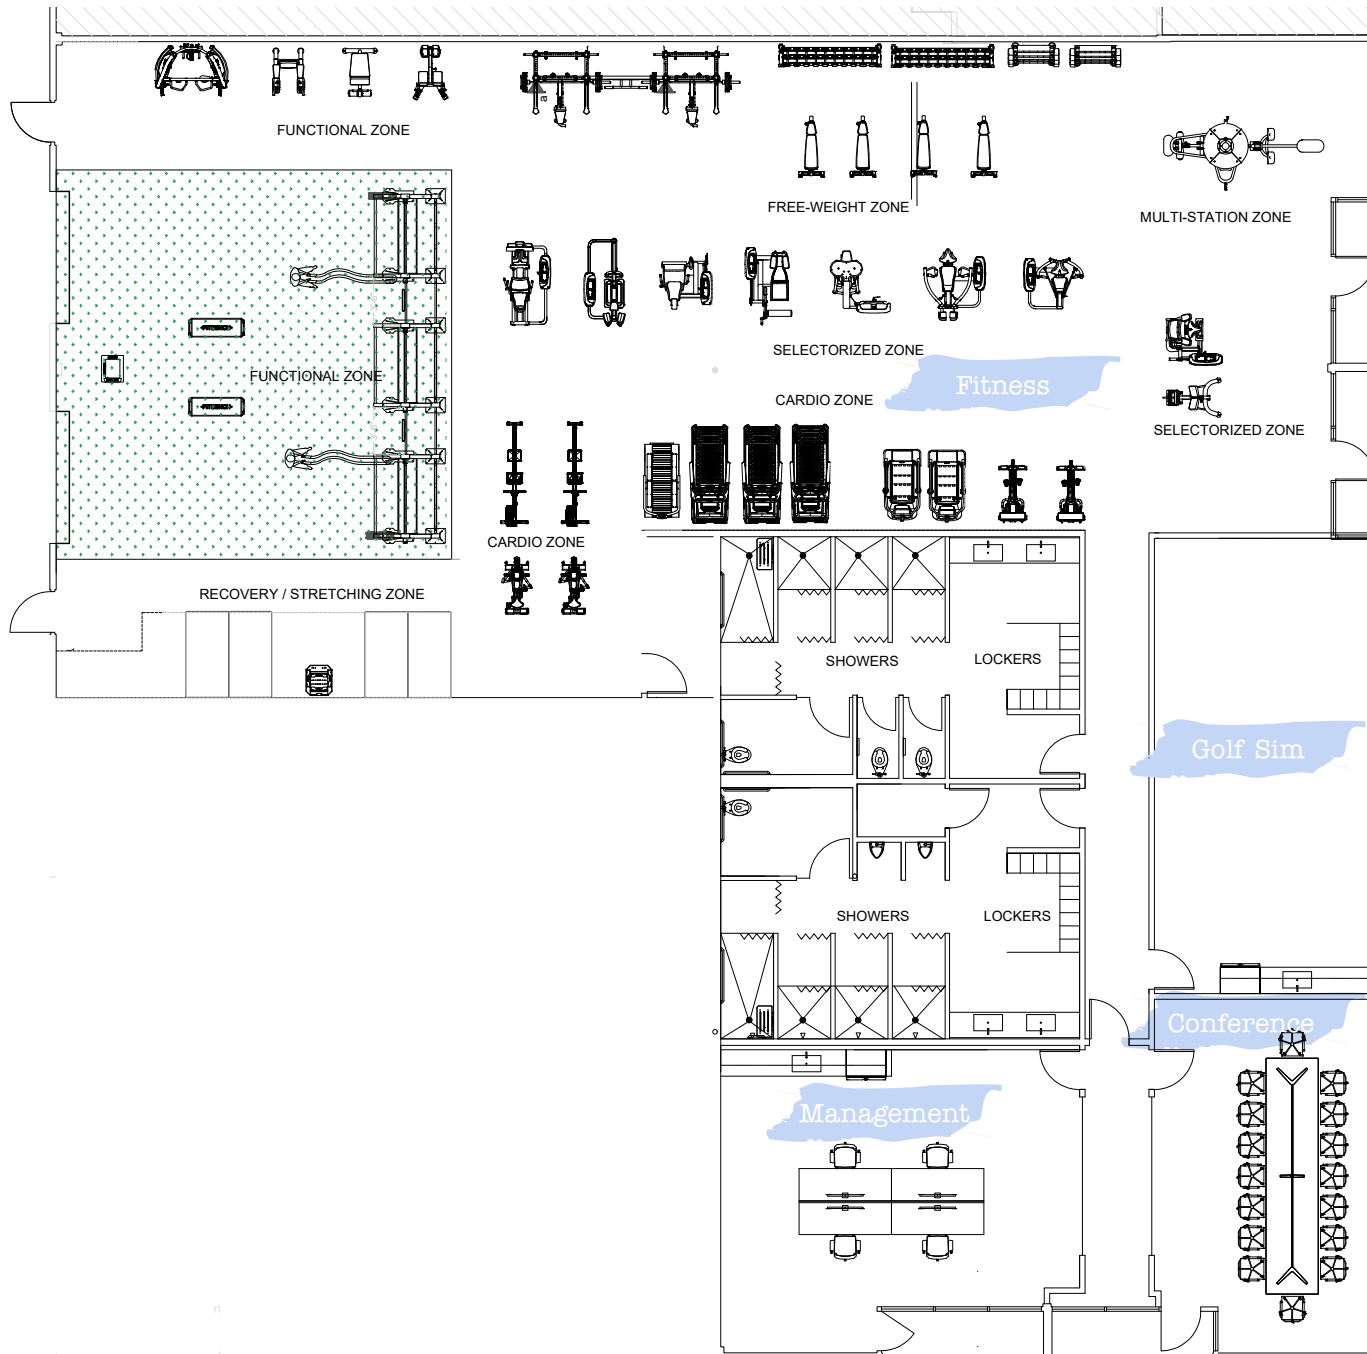 FUNCTIONAL ZONE
FREE-WEIGHT ZONE
MULTI-STATION ZONE
SELECTORIZED ZONE
FUNCTIONAL ZONE
Fitness
CARDIO ZONE
SELECTORIZED ZONE
CARDIO ZONE
RECOVERY / STRETCHING ZONE
SHOWERS
LOCKERS
Golf Sim
SHOWERS
LOCKERS
Conference
Management